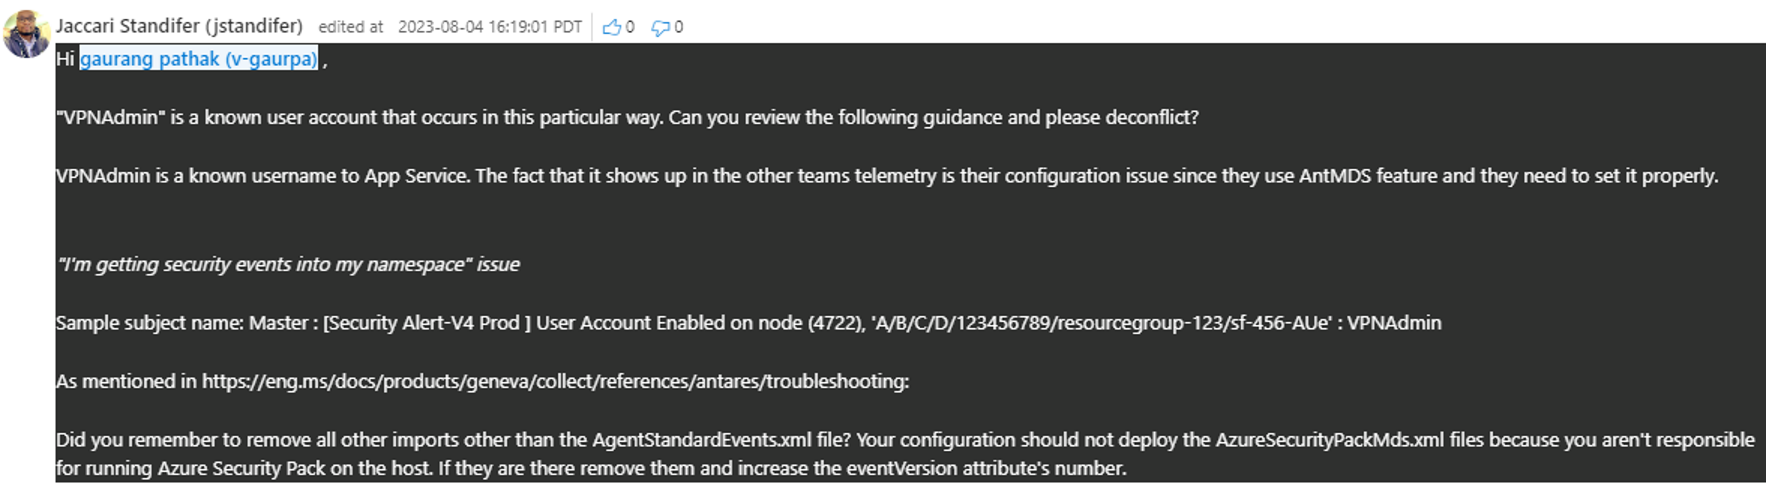 Jaccari Standifer (jstandifer) edited at 2023-08-04 16:19:01 PDT 0 0
Hi gaurang pathak (v-gaurpa) ,
"VPNAdmin" is a known user account that occurs in this particular way. Can you review the following guidance and please deconflict?
VPNAdmin is a known username to App Service. The fact that it shows up in the other teams telemetry is their configuration issue since they use AntMDS feature and they need to set it properly.
"I'm getting security events into my namespace" issue
Sample subject name: Master : [Security Alert-V4 Prod ] User Account Enabled on node (4722), 'A/B/C/D/123456789/resourcegroup-123/sf-456-AUe' : VPNAdmin
As mentioned in https://eng.ms/docs/products/geneva/collect/references/antares/troubleshooting:
Did you remember to remove all other imports other than the AgentStandardEvents.xml file? Your configuration should not deploy the AzureSecurityPackMds.xml files because you aren't responsible
for running Azure Security Pack on the host. If they are there remove them and increase the eventVersion attribute's number.